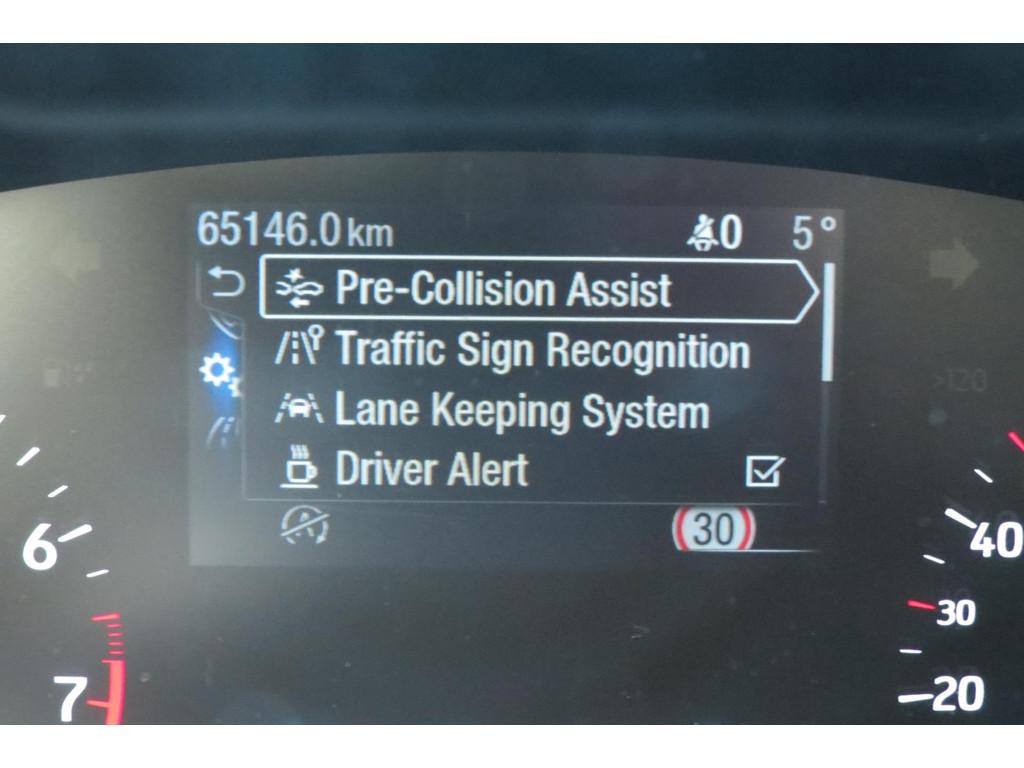 65146.0 km 0 5°
Pre-Collision Assist
Traffic Sign Recognition
>120
Lane Keeping System
Driver Alert
30
6
40
30
7
20